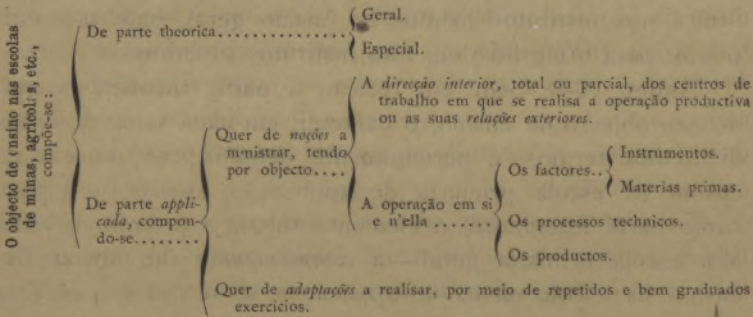 O objecto de ensino nas escolas
de minas, agricolas, etc.,
compõe-se:
De parte theorica
Geral.
Especial.
De parte appli-
cada, compon-
do-se
Quer de noções a
ministrar, tendo
por objecto
A direcção interior, total ou parcial, dos centros de
trabalho em que se realisa a operação productiva
ou as suas relações exteriores.
A operação em si
e n'ella
Os factores
Instrumentos.
Materias primas.
Os processos technicos.
Os productos.
Quer de adaptações a realisar, por meio de repetidos e bem graduados
exercicios.